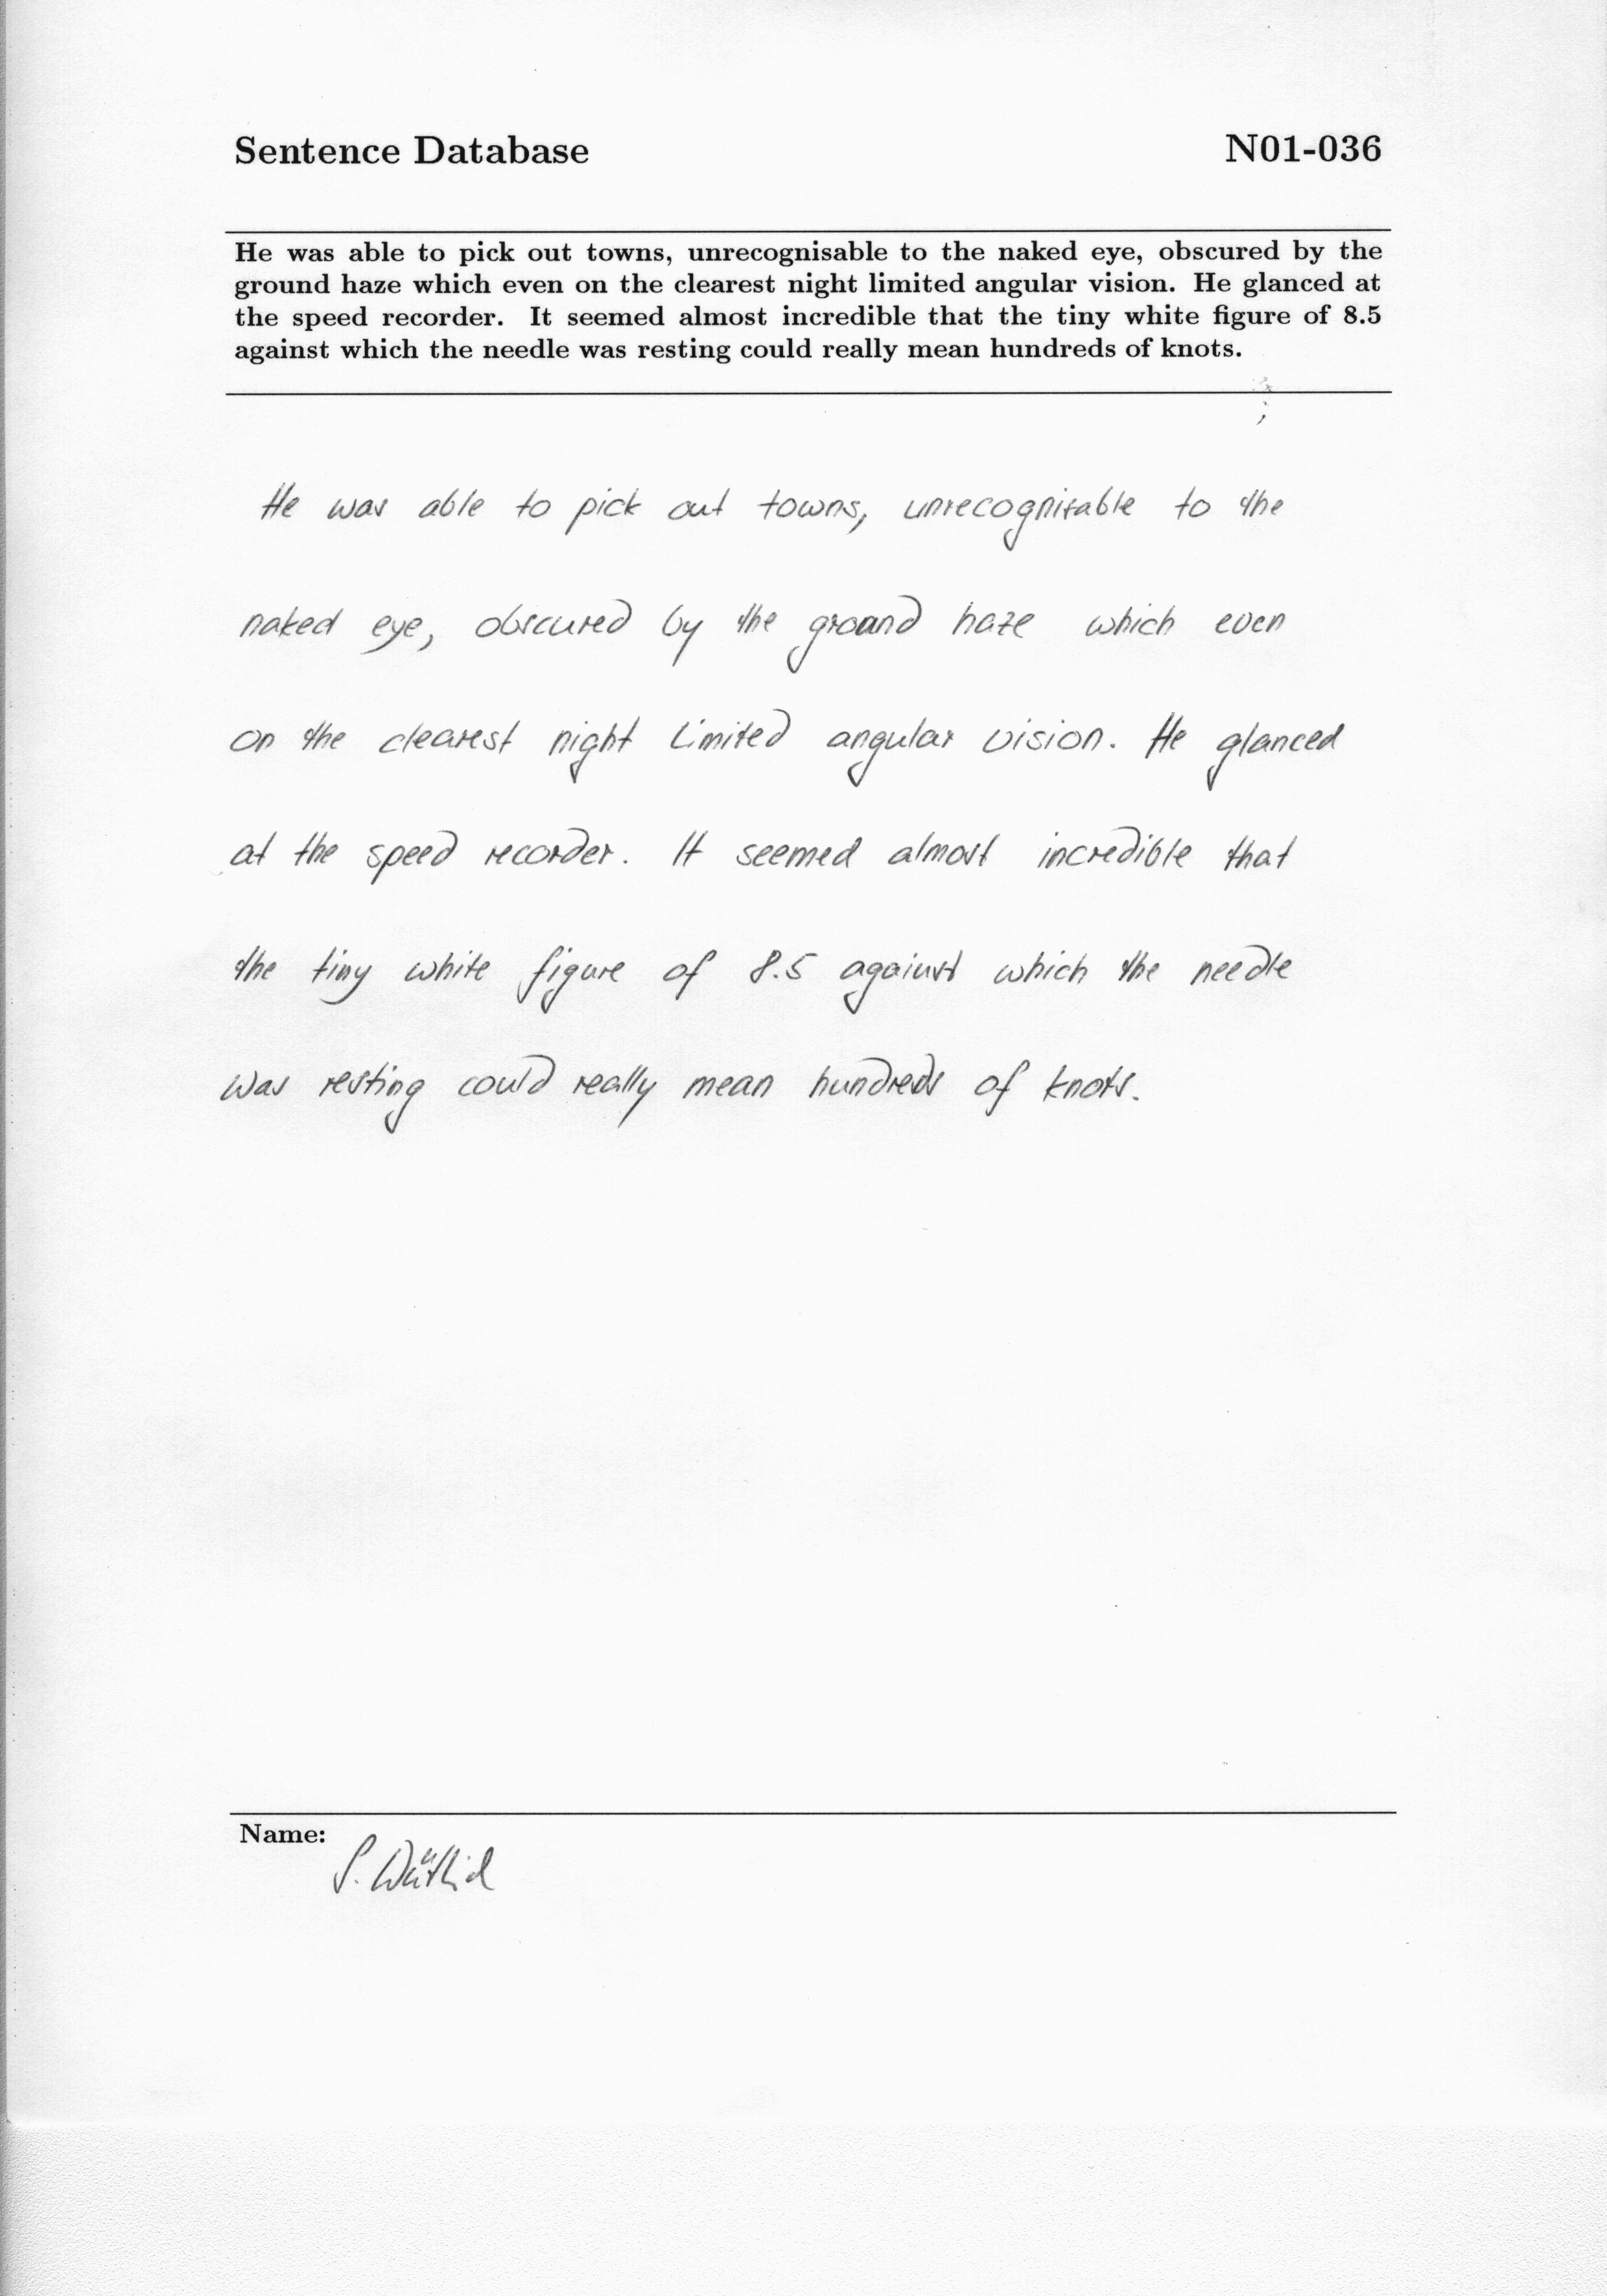 Sentence Database N01-036
He was able to pick out towns, unrecognisable to the naked eye, obscured by the
ground haze which even on the clearest night limited angular vision. He glanced at
the speed recorder. It seemed almost incredible that the tiny white figure of 8.5
against which the needle was resting could really mean hundreds of knots.
He was able to pick out towns, unrecognisable to the
naked eye, obscured by the ground haze which even
on the clearest night limited angular vision. He glanced
at the speed recorder. It seemed almost incredible that
the tiny white figure of 8.5 against which the needle
was resting could really mean hundreds of knots.
Name:
S.